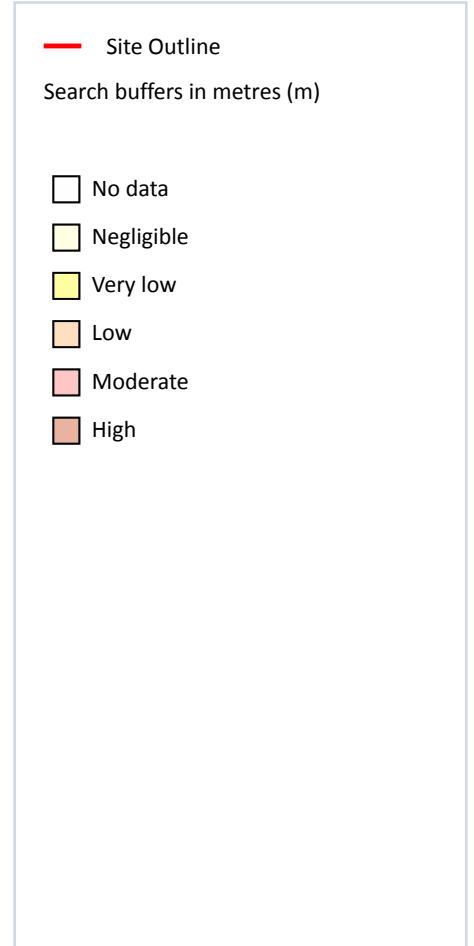 Site Outline
Search buffers in metres (m)
No data
Negligible
Very low
Low
Moderate
High